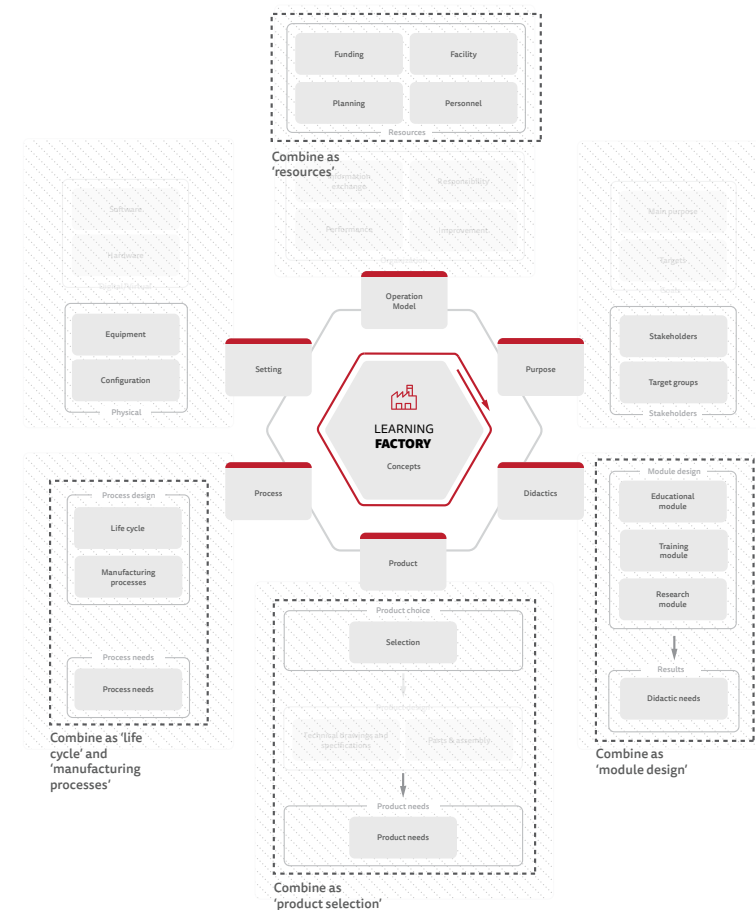 Funding
Facility
Planning
Personnel
Resources
Combine as
‘resources’
Information
exchange
Responsibility
Performance
Improvement
Organisation
Software
Hardware
Digital/virtual
Equipment
Configuration
Physical
Main purpose
Targets
Goals
Stakeholders
Target groups
Stakeholders
Operation
Model
Setting
Purpose
LEARNING
FACTORY
Concepts
Process
Didactics
Product
Process design
Life cycle
Manufacturing
processes
Process needs
Process needs
Combine as ‘life
cycle’ and
‘manufacturing
processes’
Product choice
Selection
Technical drawings and
specifications
Parts & assembly
Product needs
Product needs
Combine as
‘product selection’
Module design
Educational
module
Training
module
Research
module
Results
Didactic needs
Combine as
‘module design’